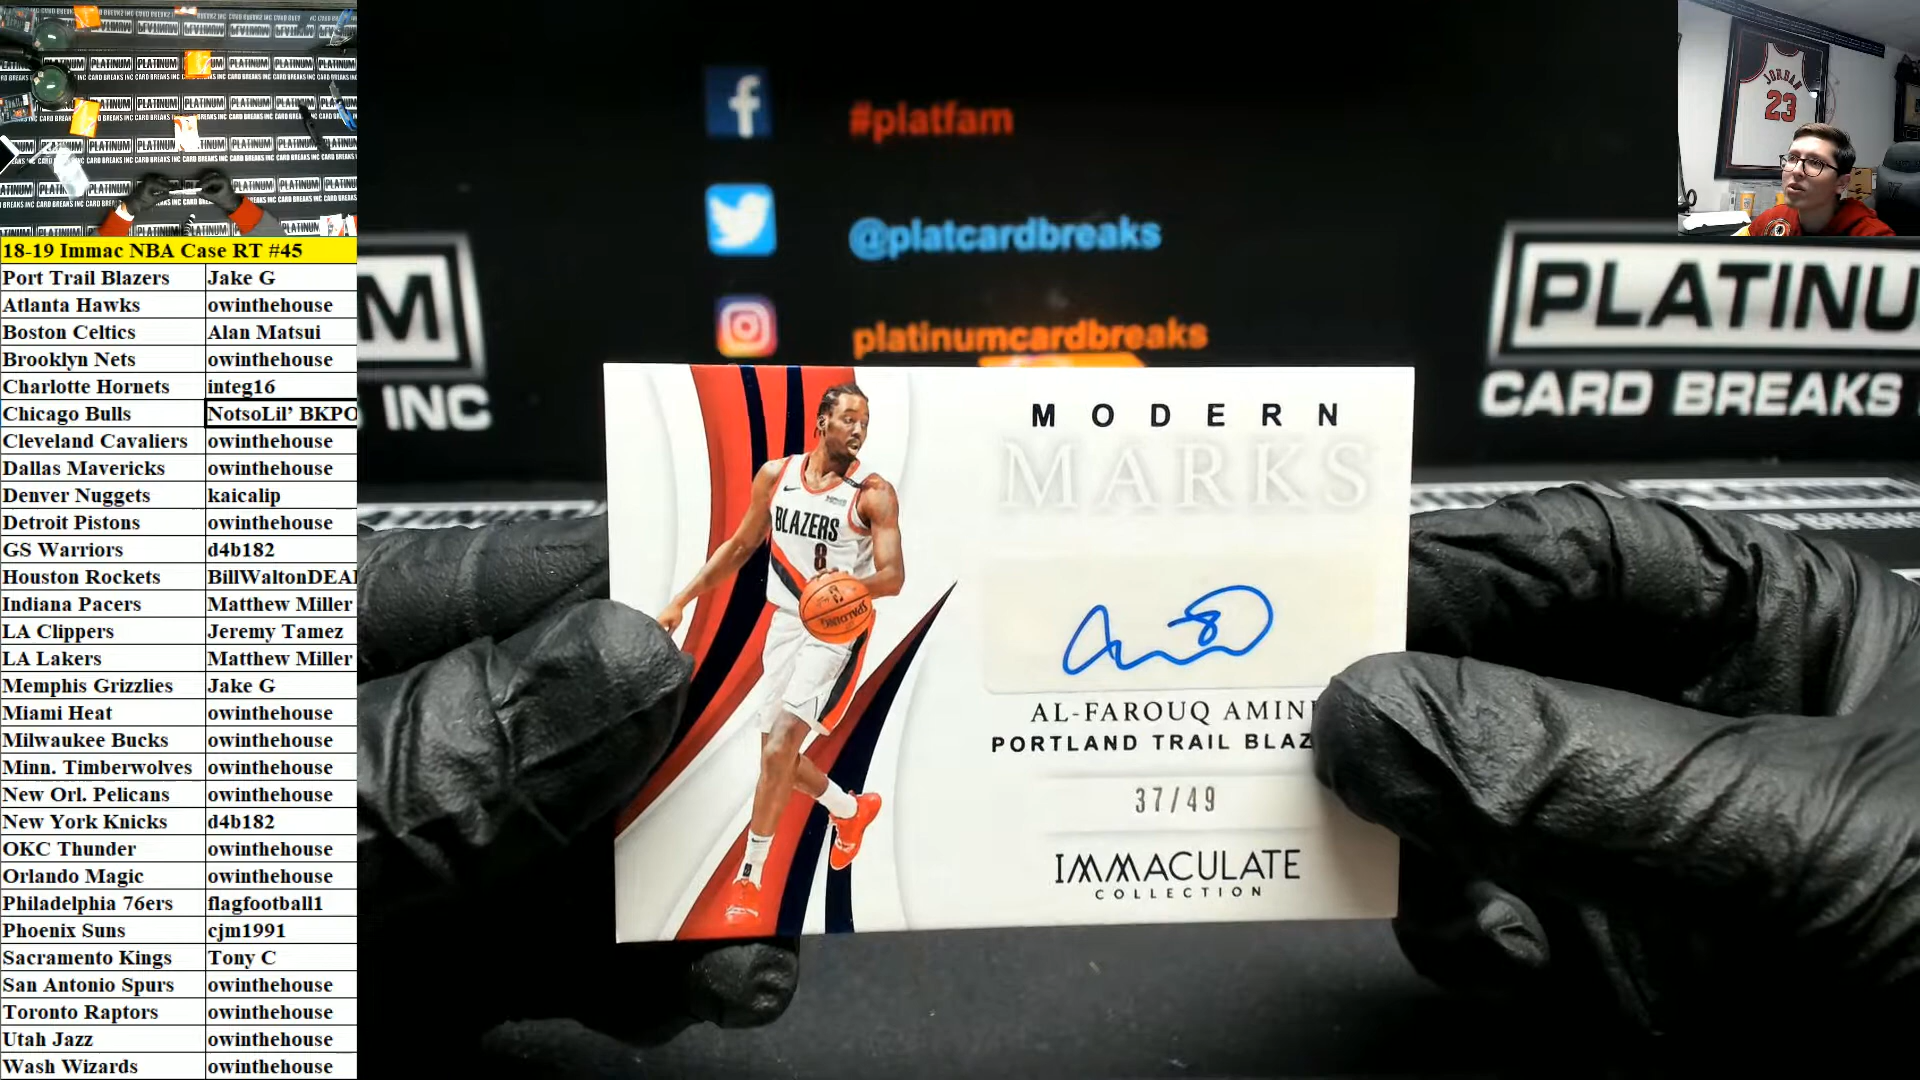 18-19 Immac NBA Case RT #45
Port Trail Blazers Jake G
Atlanta Hawks owinthehouse
Boston Celtics Alan Matsui
Brooklyn Nets owinthehouse
Charlotte Hornets integ16
Chicago Bulls NotsoLil' BKPO
Cleveland Cavaliers owinthehouse
Dallas Mavericks owinthehouse
Denver Nuggets kaicalip
Detroit Pistons owinthehouse
GS Warriors d4b182
Houston Rockets BillWaltonDEA
Indiana Pacers Matthew Miller
LA Clippers Jeremy Tamez
LA Lakers Matthew Miller
Memphis Grizzlies Jake G
Miami Heat owinthehouse
Milwaukee Bucks owinthehouse
Minn. Timberwolves owinthehouse
New Orl. Pelicans owinthehouse
New York Knicks d4b182
OKC Thunder owinthehouse
Orlando Magic owinthehouse
Philadelphia 76ers flagfootball1
Phoenix Suns cjm1991
Sacramento Kings Tony C
San Antonio Spurs owinthehouse
Toronto Raptors owinthehouse
Utah Jazz owinthehouse
Wash Wizards owinthehouse
#platfam
@platcardbreaks
platinumcardbreaks
M
INC
PLATINU
CARD BREAKS
JORDAN
23
MODERN
MARKS
BLAZERS
8
SPALDING
AL-FAROUQ AMIN
PORTLAND TRAIL BLAZ
37/49
IMMACULATE
COLLECTION
PLATINUM
CARD BREAKS INC